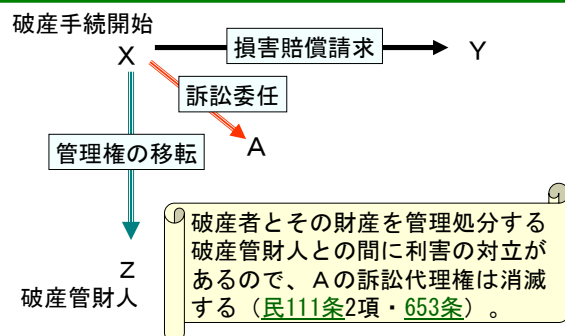 破産手続開始
X
損害賠償請求
Y
訴訟委任
A
管理権の移転
Z
破産管財人
破産者とその財産を管理処分する
破産管財人との間に利害の対立が
あるので、Aの訴訟代理権は消滅
する（民111条2項・653条）。